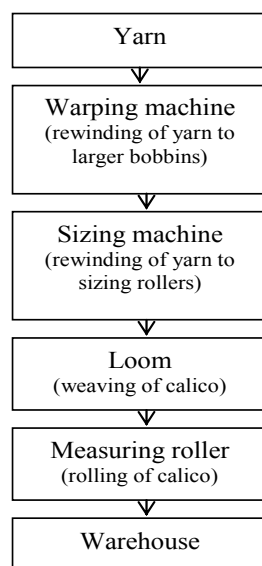 Yarn
Warping machine
(rewinding of yarn to
larger bobbins)
Sizing machine
(rewinding of yarn to
sizing rollers)
Loom
(weaving of calico)
Measuring roller
(rolling of calico)
Warehouse